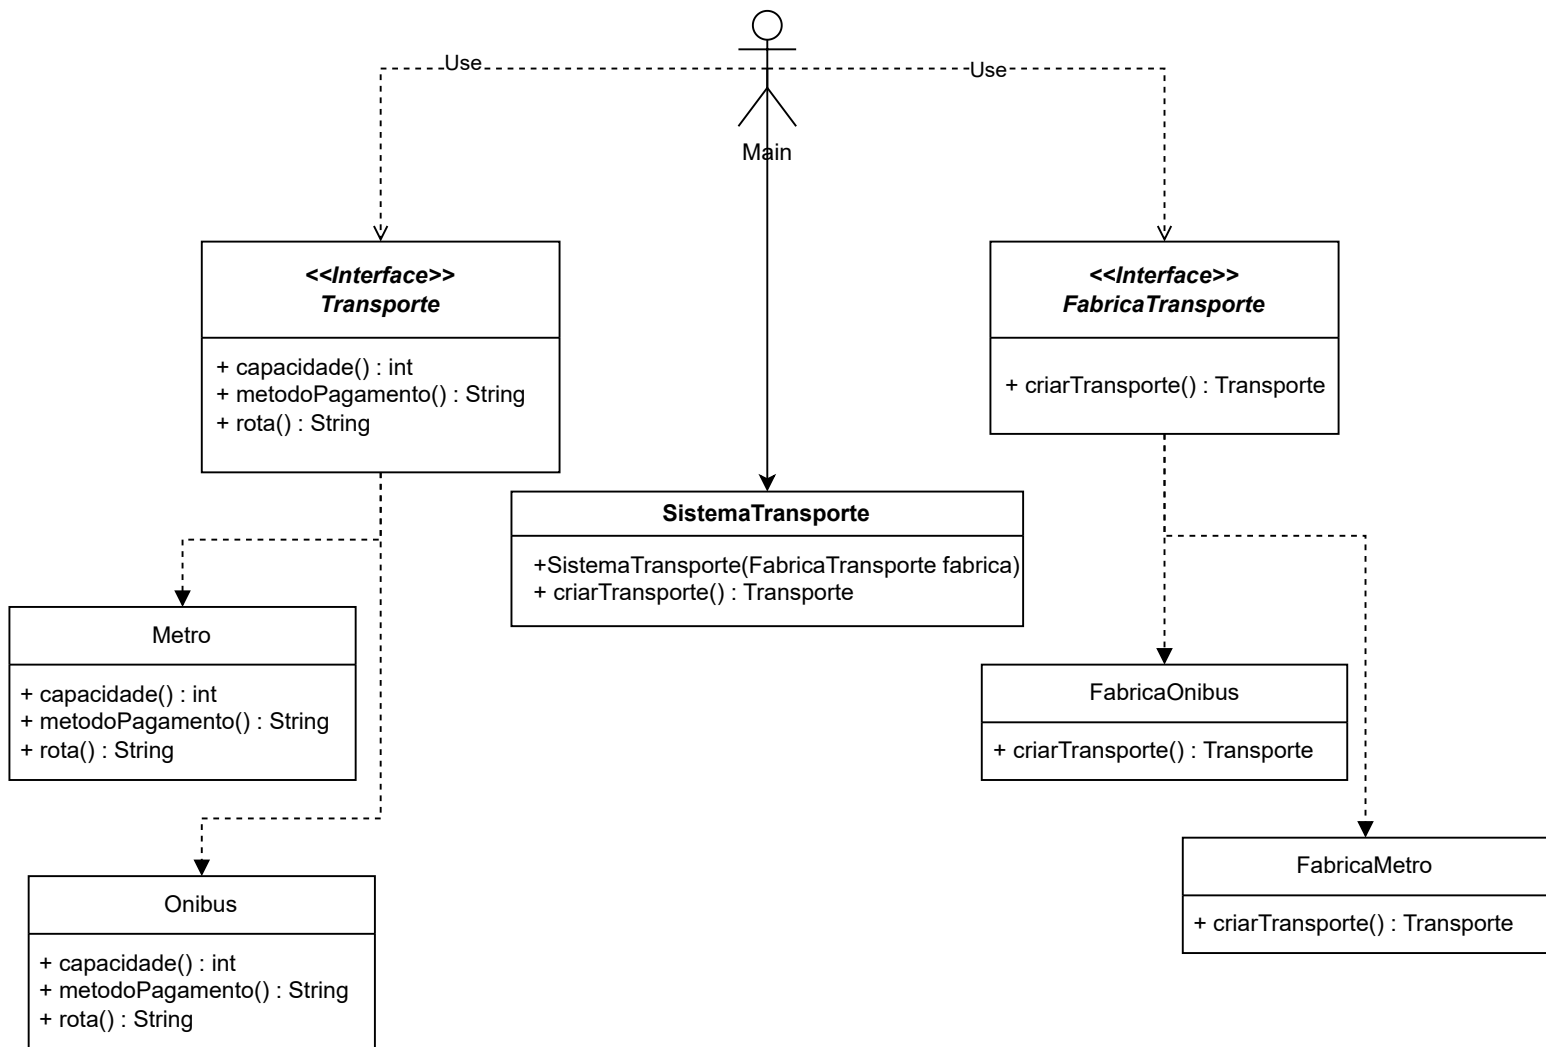 Use
Use
Main
<<Interface>>
Transporte
+ capacidade() : int
+ metodoPagamento() : String
+ rota() : String
<<Interface>>
FabricaTransporte
+ criarTransporte() : Transporte
SistemaTransporte
+SistemaTransporte(FabricaTransporte fabrica)
+ criarTransporte() : Transporte
Metro
+ capacidade() : int
+ metodoPagamento() : String
+ rota() : String
FabricaOnibus
+ criarTransporte() : Transporte
FabricaMetro
+ criarTransporte() : Transporte
Onibus
+ capacidade() : int
+ metodoPagamento() : String
+ rota() : String